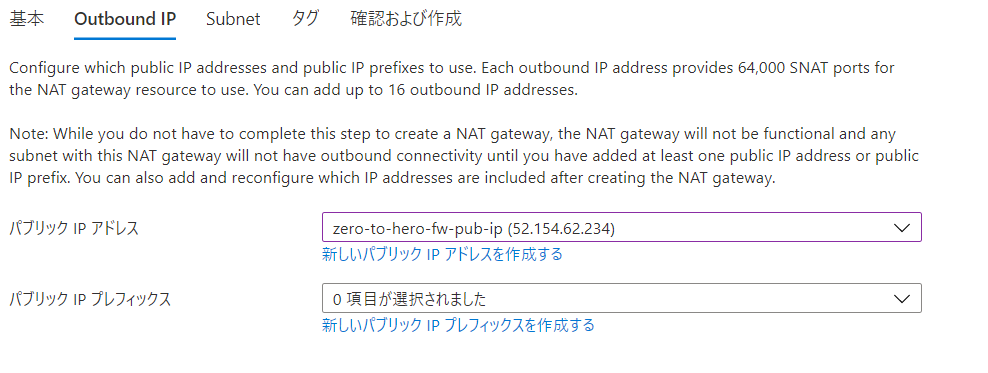 基本 Outbound IP Subnet タグ 確認および作成
Configure which public IP addresses and public IP prefixes to use. Each outbound IP address provides 64,000 SNAT ports for
the NAT gateway resource to use. You can add up to 16 outbound IP addresses.
Note: While you do not have to complete this step to create a NAT gateway, the NAT gateway will not be functional and any
subnet with this NAT gateway will not have outbound connectivity until you have added at least one public IP address or public
IP prefix. You can also add and reconfigure which IP addresses are included after creating the NAT gateway.
パブリック IP アドレス zero-to-hero-fw-pub-ip (52.154.62.234)
新しいパブリック IP アドレスを作成する
パブリック IP プレフィックス 0 項目が選択されました
新しいパブリック IP プレフィックスを作成する